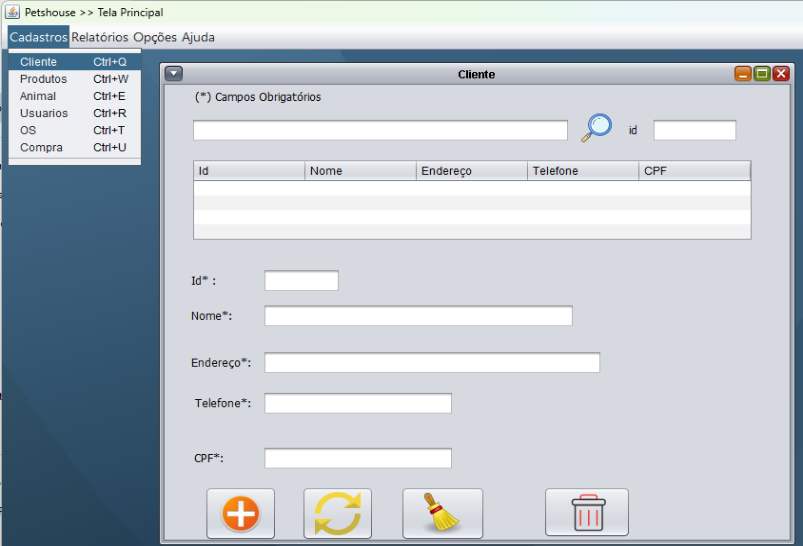 Petshouse >> Tela Principal
Cadastros Relatórios Opções Ajuda
Cliente Ctrl+Q
Produtos Ctrl+W
Animal Ctrl+E
Usuarios Ctrl+R
OS Ctrl+T
Compra Ctrl+U
Cliente
(*) Campos Obrigatórios
id
Id Nome Endereço Telefone CPF
Id* :
Nome*:
Endereço*:
Telefone*:
CPF*: